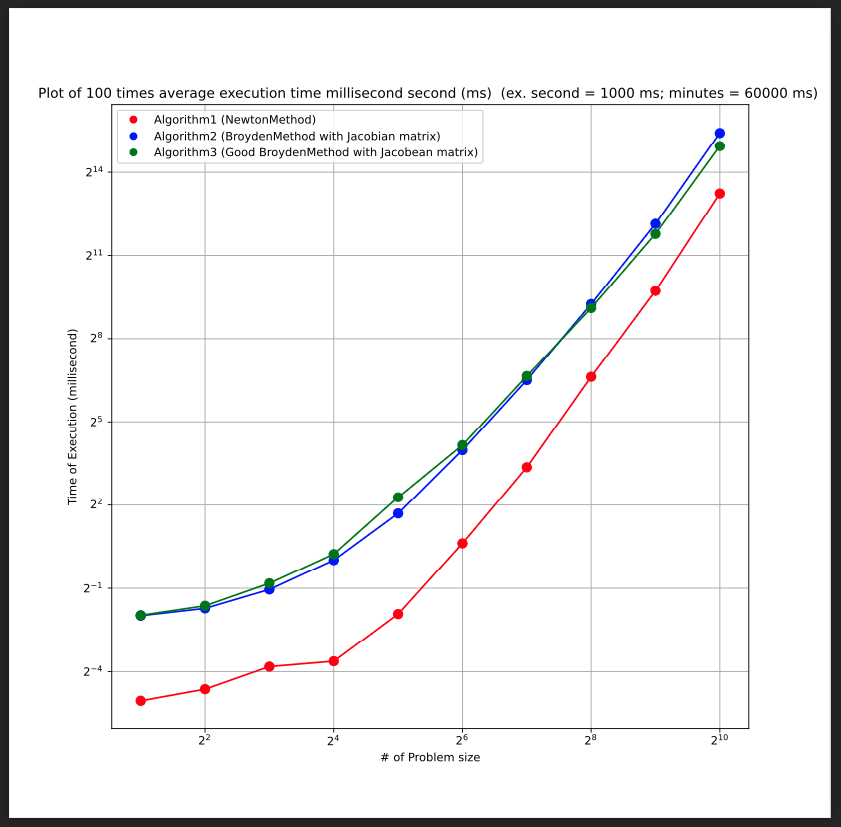 Plot of 100 times average execution time millisecond second (ms)  (ex. second = 1000 ms; minutes = 60000 ms)
Algorithm1 (NewtonMethod)
Algorithm2 (BroydenMethod with Jacobian matrix)
Algorithm3 (Good BroydenMethod with Jacobean matrix)
Time of Execution (millisecond)
2¹⁴
2¹¹
2⁸
2⁵
2²
2⁻¹
2⁻⁴
2² 2⁴ 2⁶ 2⁸ 2¹⁰
# of Problem size